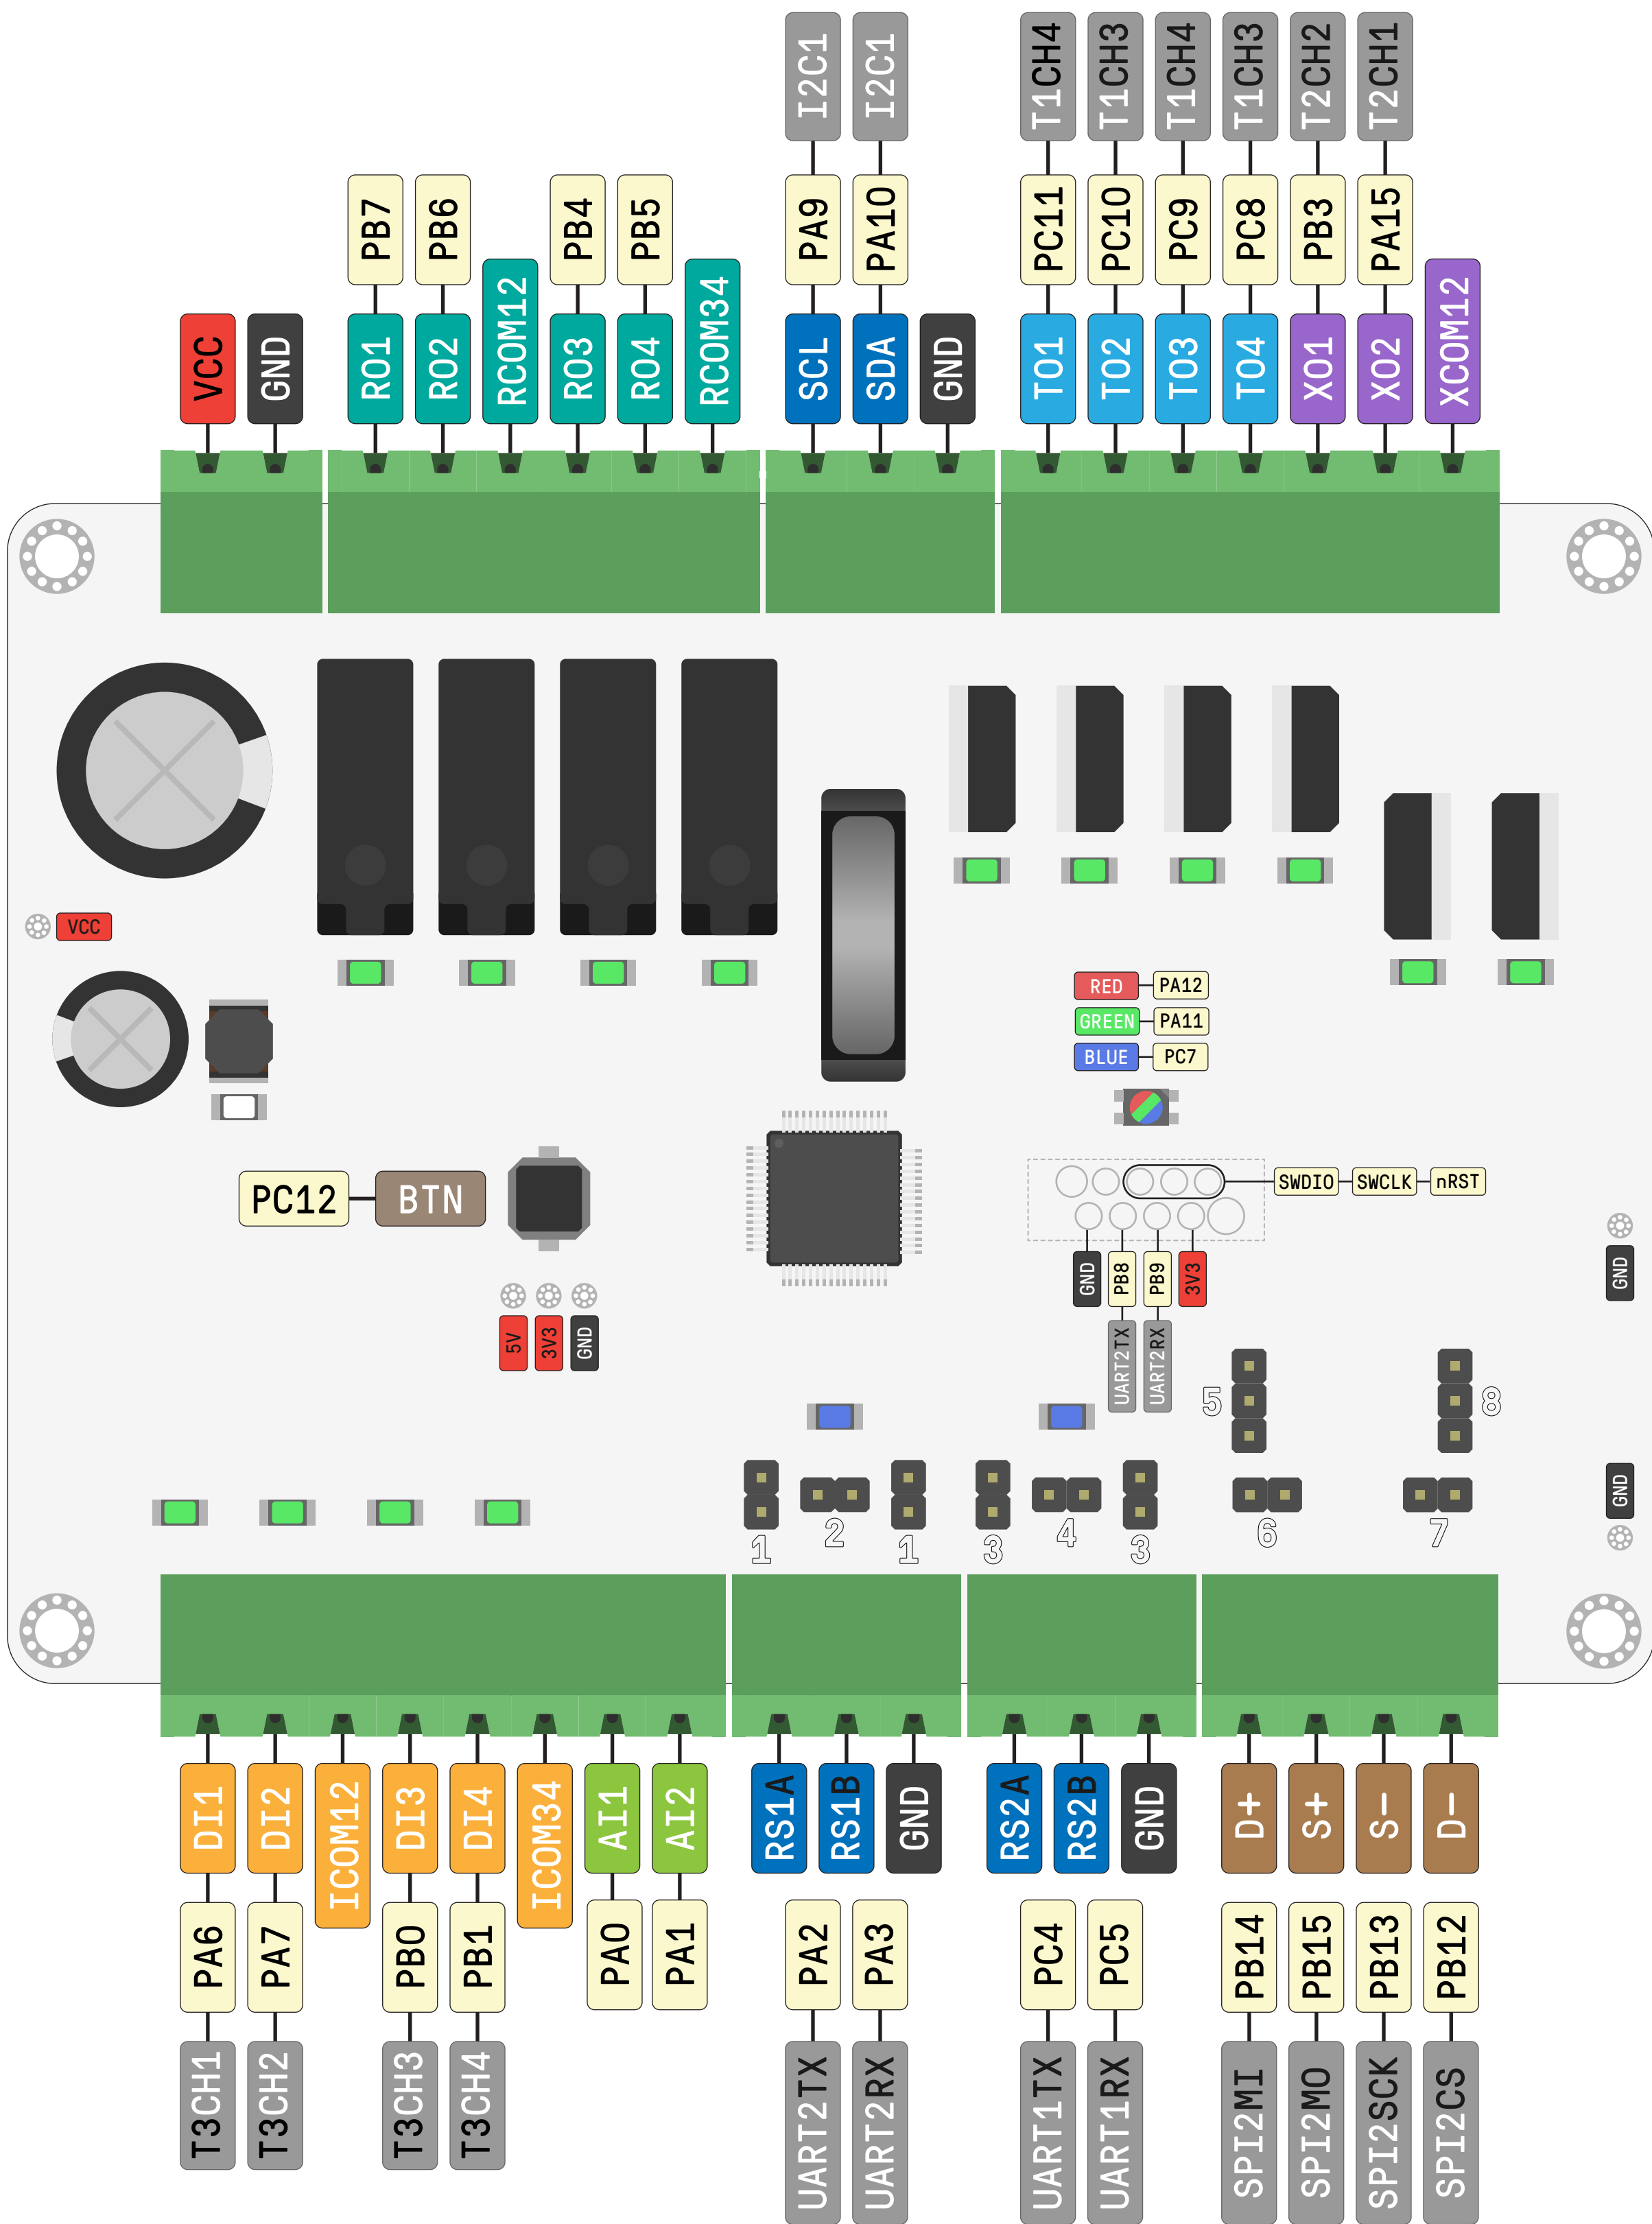 I2C1 I2C1 T1CH4 T1CH3 T1CH4 T1CH3 T2CH2 T2CH1
PB7 PB6 PB4 PB5 PA9 PA10 PC11 PC10 PC9 PC8 PB3 PA15
VCC GND RO1 RO2 RCOM12 RO3 RO4 RCOM34 SCL SDA GND TO1 TO2 TO3 TO4 XO1 XO2 XCOM12
VCC
RED PA12
GREEN PA11
BLUE PC7
PC12 BTN
SWDIO SWCLK nRST
GND PB8 PB9 3V3
UART2TX UART2RX
5V 3V3 GND
GND
5 8
GND
1 2 1 3 4 3 6 7
DI1 DI2 ICOM12 DI3 DI4 ICOM34 AI1 AI2 RS1A RS1B GND RS2A RS2B GND D+ S+ S- D-
PA6 PA7 PB0 PB1 PA0 PA1 PA2 PA3 PC4 PC5 PB14 PB15 PB13 PB12
T3CH1 T3CH2 T3CH3 T3CH4 UART2TX UART2RX UART1TX UART1RX SPI2MI SPI2MO SPI2SCK SPI2CS